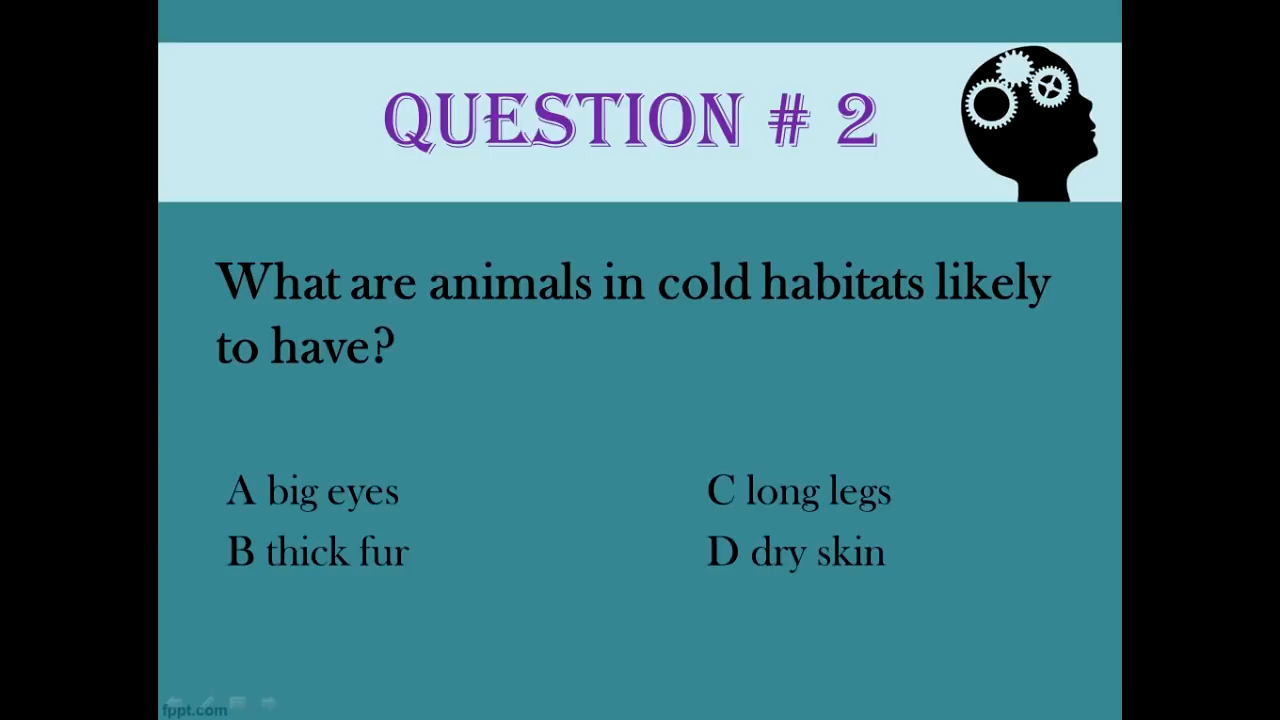 QUESTION # 2
What are animals in cold habitats likely
to have?
A big eyes
B thick fur
C long legs
D dry skin
fppt.com